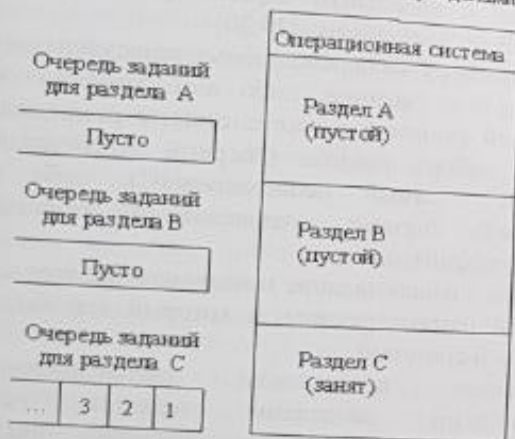 Операционная система
Очередь заданий
для раздела А
Пусто
Раздел А
(пустой)
Очередь заданий
для раздела В
Пусто
Раздел В
(пустой)
Очередь заданий
для раздела С
... 3 2 1
Раздел С
(занят)